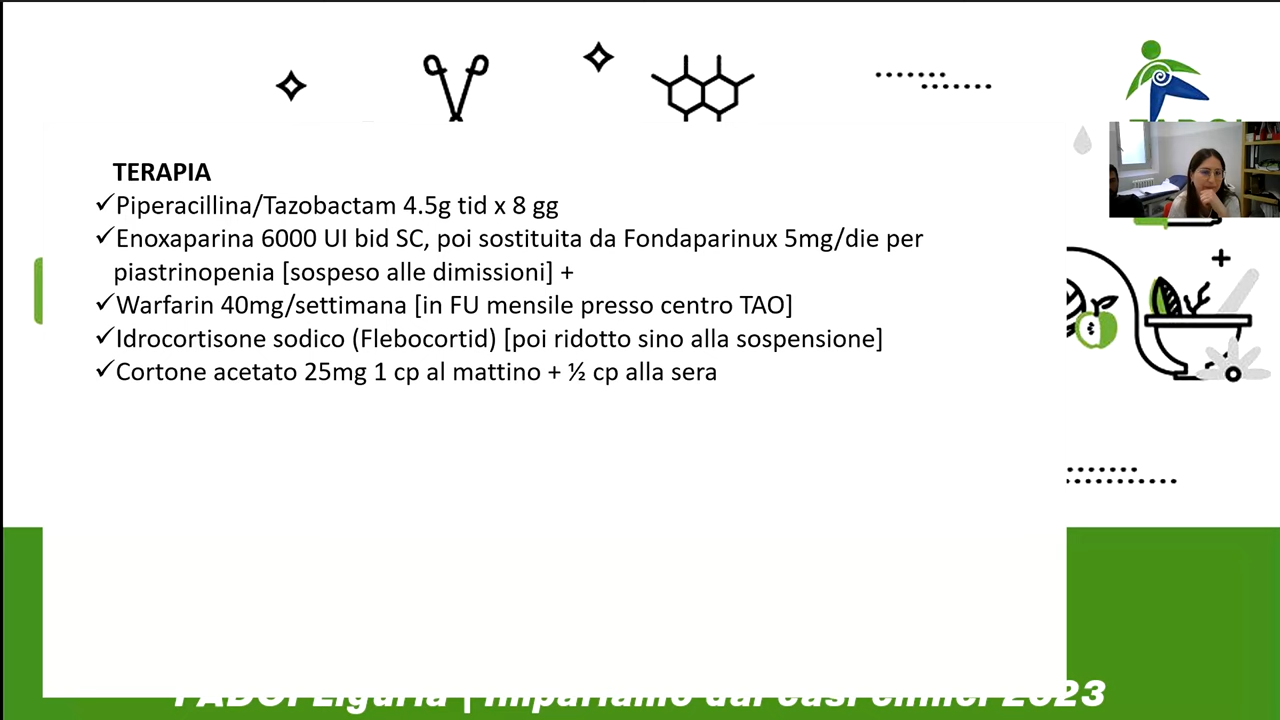 TERAPIA
✓Piperacillina/Tazobactam 4.5g tid x 8 gg
✓Enoxaparina 6000 UI bid SC, poi sostituita da Fondaparinux 5mg/die per
piastrinopenia [sospeso alle dimissioni] +
✓Warfarin 40mg/settimana [in FU mensile presso centro TAO]
✓Idrocortisone sodico (Flebocortid) [poi ridotto sino alla sospensione]
✓Cortone acetato 25mg 1 cp al mattino + ½ cp alla sera
FADOI Liguria | Impariamo dai casi clinici 2023